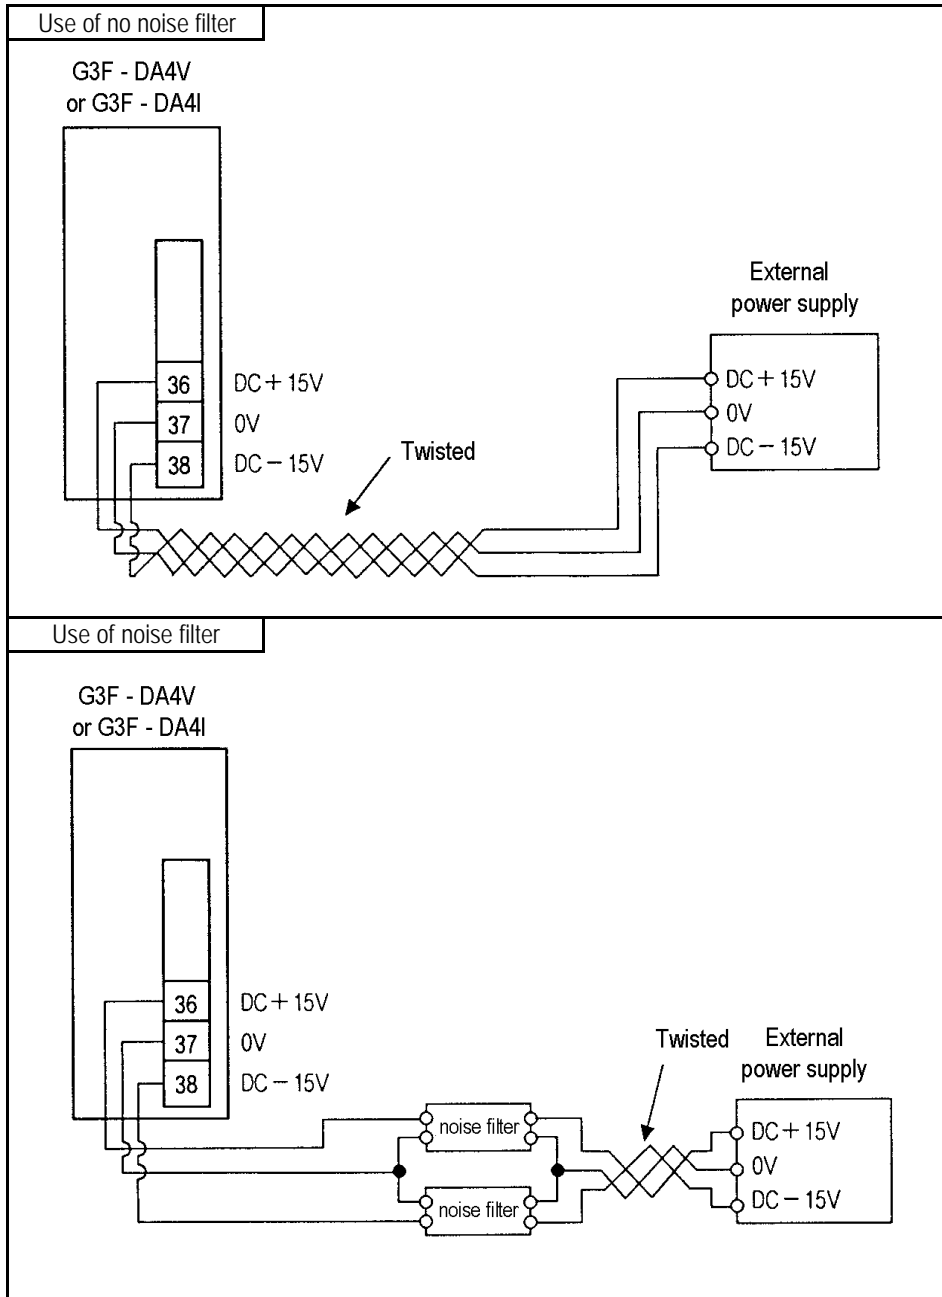 Use of no noise filter
G3F - DA4V
or G3F - DA4I
External
power supply
36 DC+15V
37 0V
38 DC-15V
Twisted
DC+15V
0V
DC-15V
Use of noise filter
G3F - DA4V
or G3F - DA4I
36 DC+15V
37 0V
38 DC-15V
Twisted
External
power supply
noise filter
noise filter
DC+15V
0V
DC-15V